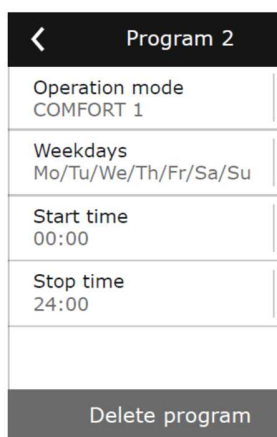 Program 2
Operation mode
COMFORT 1
Weekdays
Mo/Tu/We/Th/Fr/Sa/Su
Start time
00:00
Stop time
24:00
Delete program